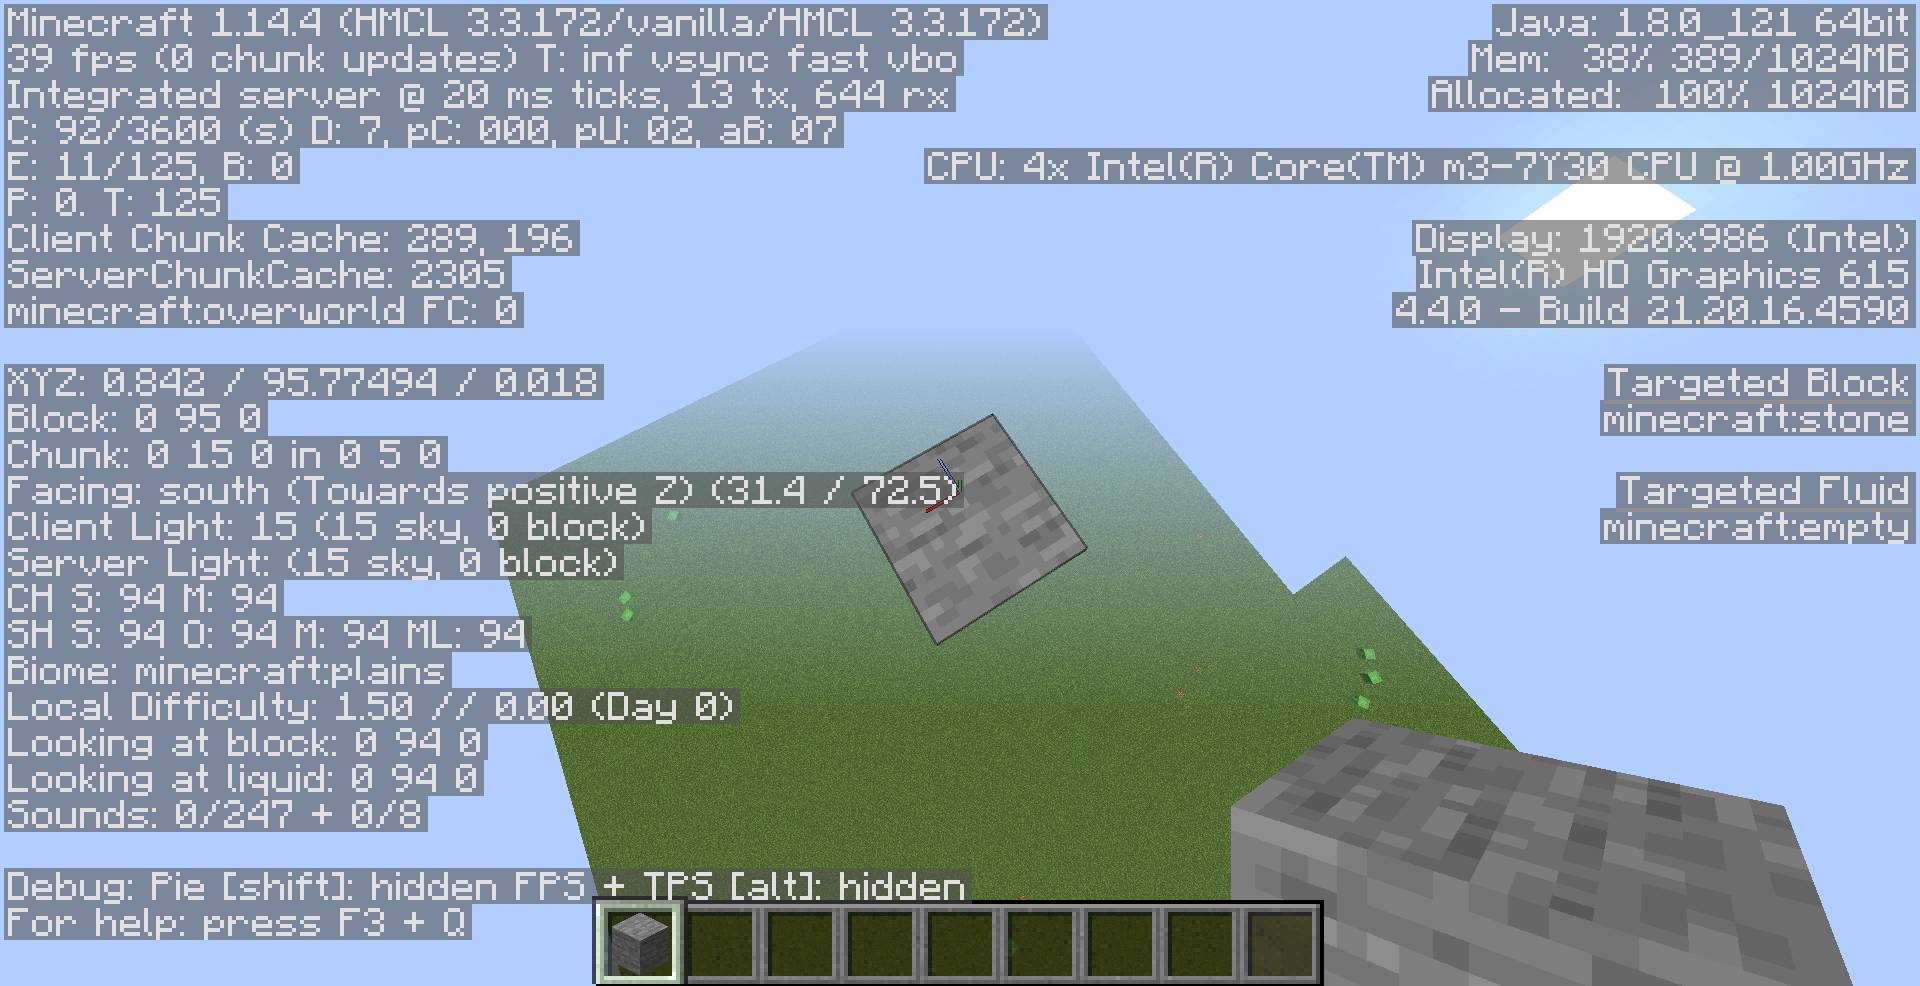 Minecraft 1.14.4 (HMCL 3.3.172/vanilla/HMCL 3.3.172)
39 fps (0 chunk updates) T: inf vsync fast vbo
Integrated server @ 20 ms ticks, 13 tx, 644 rx
C: 92/3600 (s) D: 7, pC: 000, pU: 02, aB: 07
E: 11/125, B: 0
P: 0. T: 125
Client Chunk Cache: 289, 196
ServerChunkCache: 2305
minecraft:overworld FC: 0
XYZ: 0.842 / 95.77494 / 0.018
Block: 0 95 0
Chunk: 0 15 0 in 0 5 0
Facing: south (Towards positive Z) (31.4 / 72.5)
Client Light: 15 (15 sky, 0 block)
Server Light: (15 sky, 0 block)
CH S: 94 M: 94
SH S: 94 O: 94 M: 94 ML: 94
Biome: minecraft:plains
Local Difficulty: 1.50 // 0.00 (Day 0)
Looking at block: 0 94 0
Looking at liquid: 0 94 0
Sounds: 0/247 + 0/8
Debug: Pie [shift]: hidden FPS + TPS [alt]: hidden
For help: press F3 + Q
Java: 1.8.0_121 64bit
Mem: 38% 389/1024MB
Allocated: 100% 1024MB
CPU: 4x Intel(R) Core(TM) m3-7Y30 CPU @ 1.00GHz
Display: 1920x986 (Intel)
Intel(R) HD Graphics 615
4.4.0 - Build 21.20.16.4590
Targeted Block
minecraft:stone
Targeted Fluid
minecraft:empty